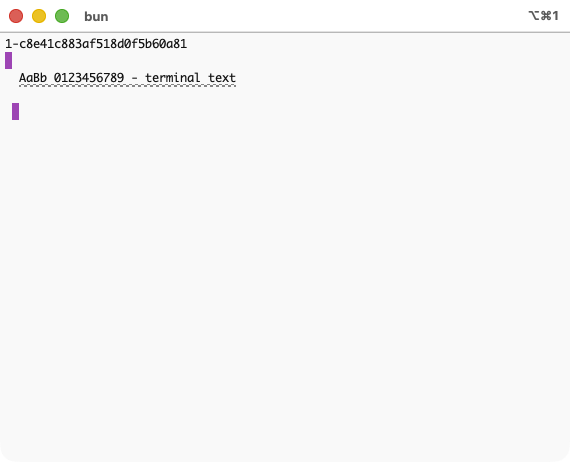 bun
⌥⌘1
1-c8e41c883af518d0f5b60a81
AaBb 0123456789 - terminal text